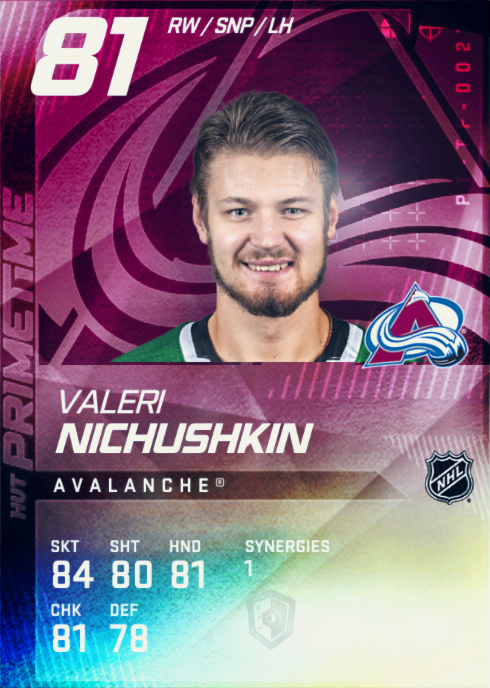 81
RW / SNP / LH
HUT PRIMETIME
VALERI
NICHUSHKIN
AVALANCHE®
NHL
SKT SHT HND SYNERGIES
84 80 81 1
CHK DEF
81 78